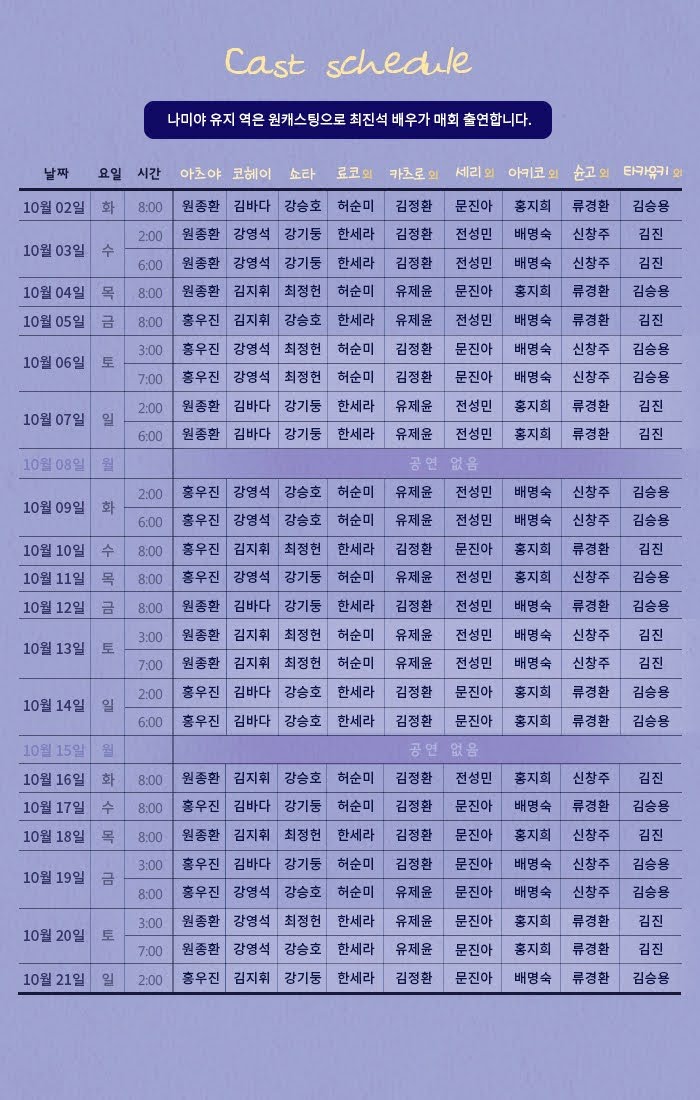 Cast schedule
나미야 유지 역은 원캐스팅으로 최진석 배우가 매회 출연합니다.
날짜 요일 시간 아츠야 코헤이 쇼타 료코 외 카츠로 외 세리 외 아키코 외 슌고 외 타카유키 외
10월 02일 화 8:00 원종환 김바다 강승호 허순미 김정환 문진아 홍지희 류경환 김승용
10월 03일 수 2:00 원종환 강영석 강기둥 한세라 김정환 전성민 배명숙 신창주 김진
6:00 원종환 강영석 강기둥 한세라 김정환 전성민 배명숙 신창주 김진
10월 04일 목 8:00 원종환 김지휘 최정헌 허순미 유제윤 문진아 홍지희 류경환 김승용
10월 05일 금 8:00 홍우진 김지휘 강승호 한세라 유제윤 전성민 배명숙 류경환 김진
10월 06일 토 3:00 홍우진 강영석 최정헌 허순미 김정환 문진아 홍지희 신창주 김승용
7:00 홍우진 강영석 최정헌 허순미 김정환 문진아 홍지희 신창주 김승용
10월 07일 일 2:00 원종환 김바다 강기둥 한세라 유제윤 전성민 홍지희 류경환 김진
6:00 원종환 김바다 강기둥 한세라 유제윤 전성민 홍지희 류경환 김진
10월 08일 월 공연 없음
10월 09일 화 2:00 홍우진 강영석 강승호 허순미 유제윤 전성민 배명숙 신창주 김승용
6:00 홍우진 강영석 강승호 허순미 유제윤 전성민 배명숙 신창주 김승용
10월 10일 수 8:00 홍우진 김지휘 최정헌 한세라 김정환 문진아 홍지희 류경환 김진
10월 11일 목 8:00 홍우진 강영석 강기둥 허순미 유제윤 전성민 홍지희 신창주 김승용
10월 12일 금 8:00 원종환 김바다 강기둥 허순미 김정환 전성민 배명숙 류경환 김승용
10월 13일 토 3:00 원종환 김지휘 최정헌 한세라 유제윤 문진아 홍지희 신창주 김진
7:00 원종환 김지휘 최정헌 한세라 유제윤 문진아 홍지희 신창주 김진
10월 14일 일 2:00 홍우진 김바다 강승호 한세라 김정환 문진아 배명숙 류경환 김승용
6:00 홍우진 김바다 강승호 한세라 김정환 문진아 배명숙 류경환 김승용
10월 15일 월 공연 없음
10월 16일 화 8:00 원종환 김지휘 강승호 허순미 김정환 전성민 홍지희 신창주 김진
10월 17일 수 8:00 홍우진 김바다 강기둥 허순미 김정환 문진아 배명숙 류경환 김승용
10월 18일 목 8:00 원종환 김지휘 최정헌 한세라 김정환 문진아 홍지희 신창주 김진
10월 19일 금 3:00 홍우진 김바다 강기둥 허순미 김정환 전성민 배명숙 신창주 김승용
8:00 홍우진 강영석 강승호 허순미 유제윤 전성민 배명숙 신창주 김승용
10월 20일 토 3:00 원종환 강영석 최정헌 한세라 유제윤 문진아 홍지희 류경환 김진
7:00 원종환 강영석 강승호 한세라 유제윤 문진아 홍지희 류경환 김진
10월 21일 일 2:00 홍우진 김지휘 강기둥 한세라 김정환 전성민 배명숙 류경환 김승용